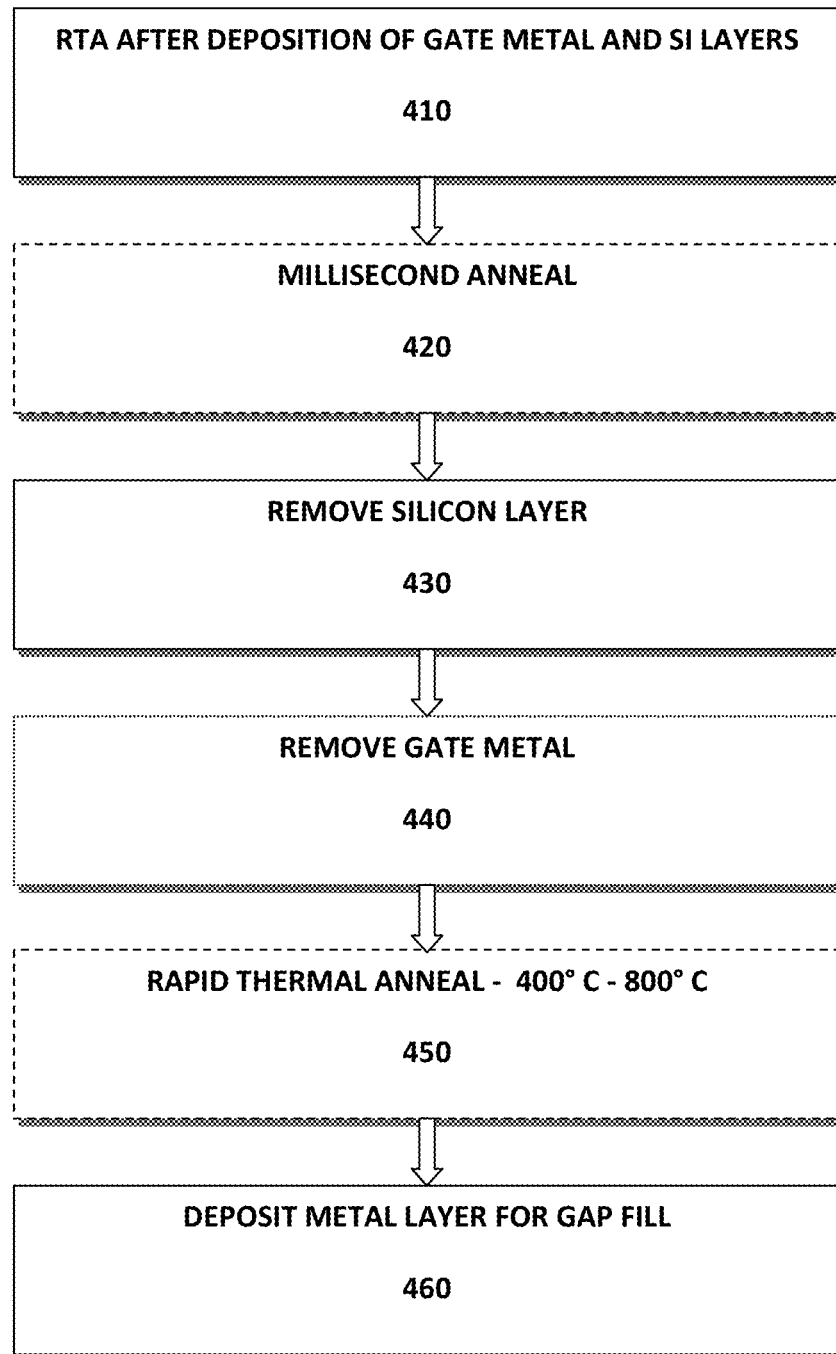 RTA AFTER DEPOSITION OF GATE METAL AND SI LAYERS
410
MILLISECOND ANNEAL
420
REMOVE SILICON LAYER
430
REMOVE GATE METAL
440
RAPID THERMAL ANNEAL - 400° C - 800° C
450
DEPOSIT METAL LAYER FOR GAP FILL
460